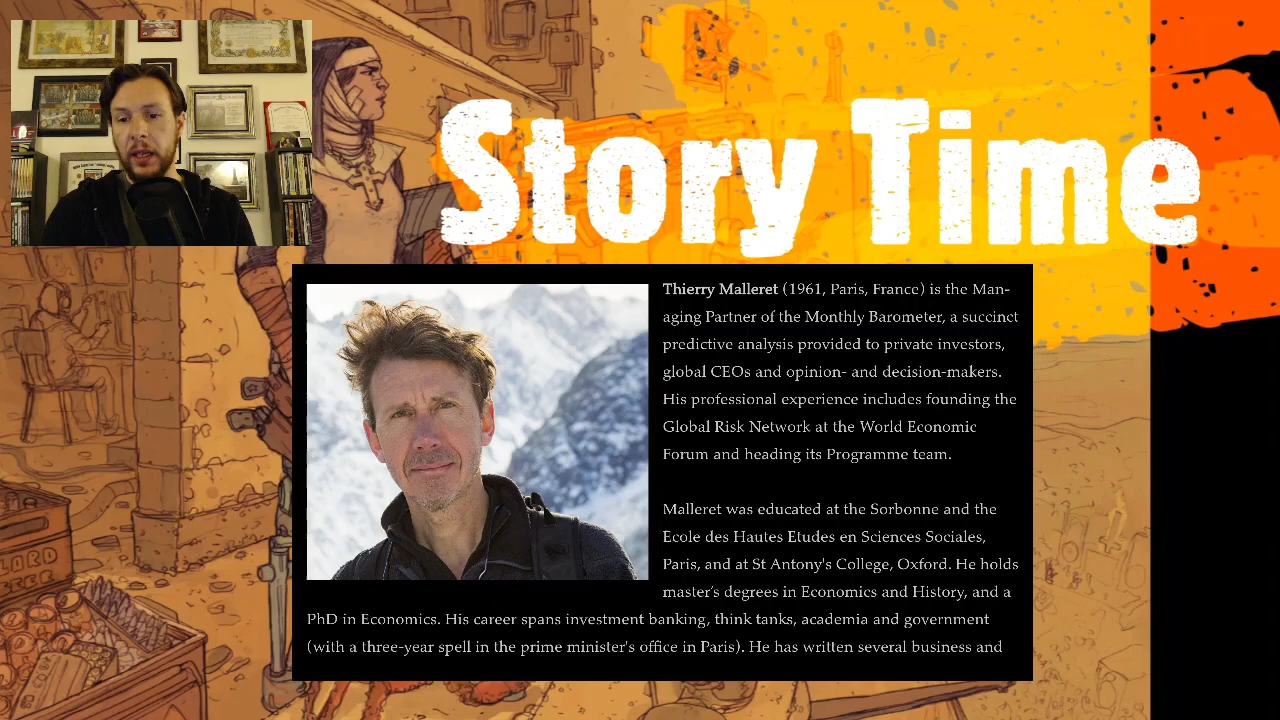 Story Time
Thierry Malleret (1961, Paris, France) is the Man-
aging Partner of the Monthly Barometer, a succinct
predictive analysis provided to private investors,
global CEOs and opinion- and decision-makers.
His professional experience includes founding the
Global Risk Network at the World Economic
Forum and heading its Programme team.
Malleret was educated at the Sorbonne and the
Ecole des Hautes Etudes en Sciences Sociales,
Paris, and at St Antony's College, Oxford. He holds
master's degrees in Economics and History, and a
PhD in Economics. His career spans investment banking, think tanks, academia and government
(with a three-year spell in the prime minister's office in Paris). He has written several business and